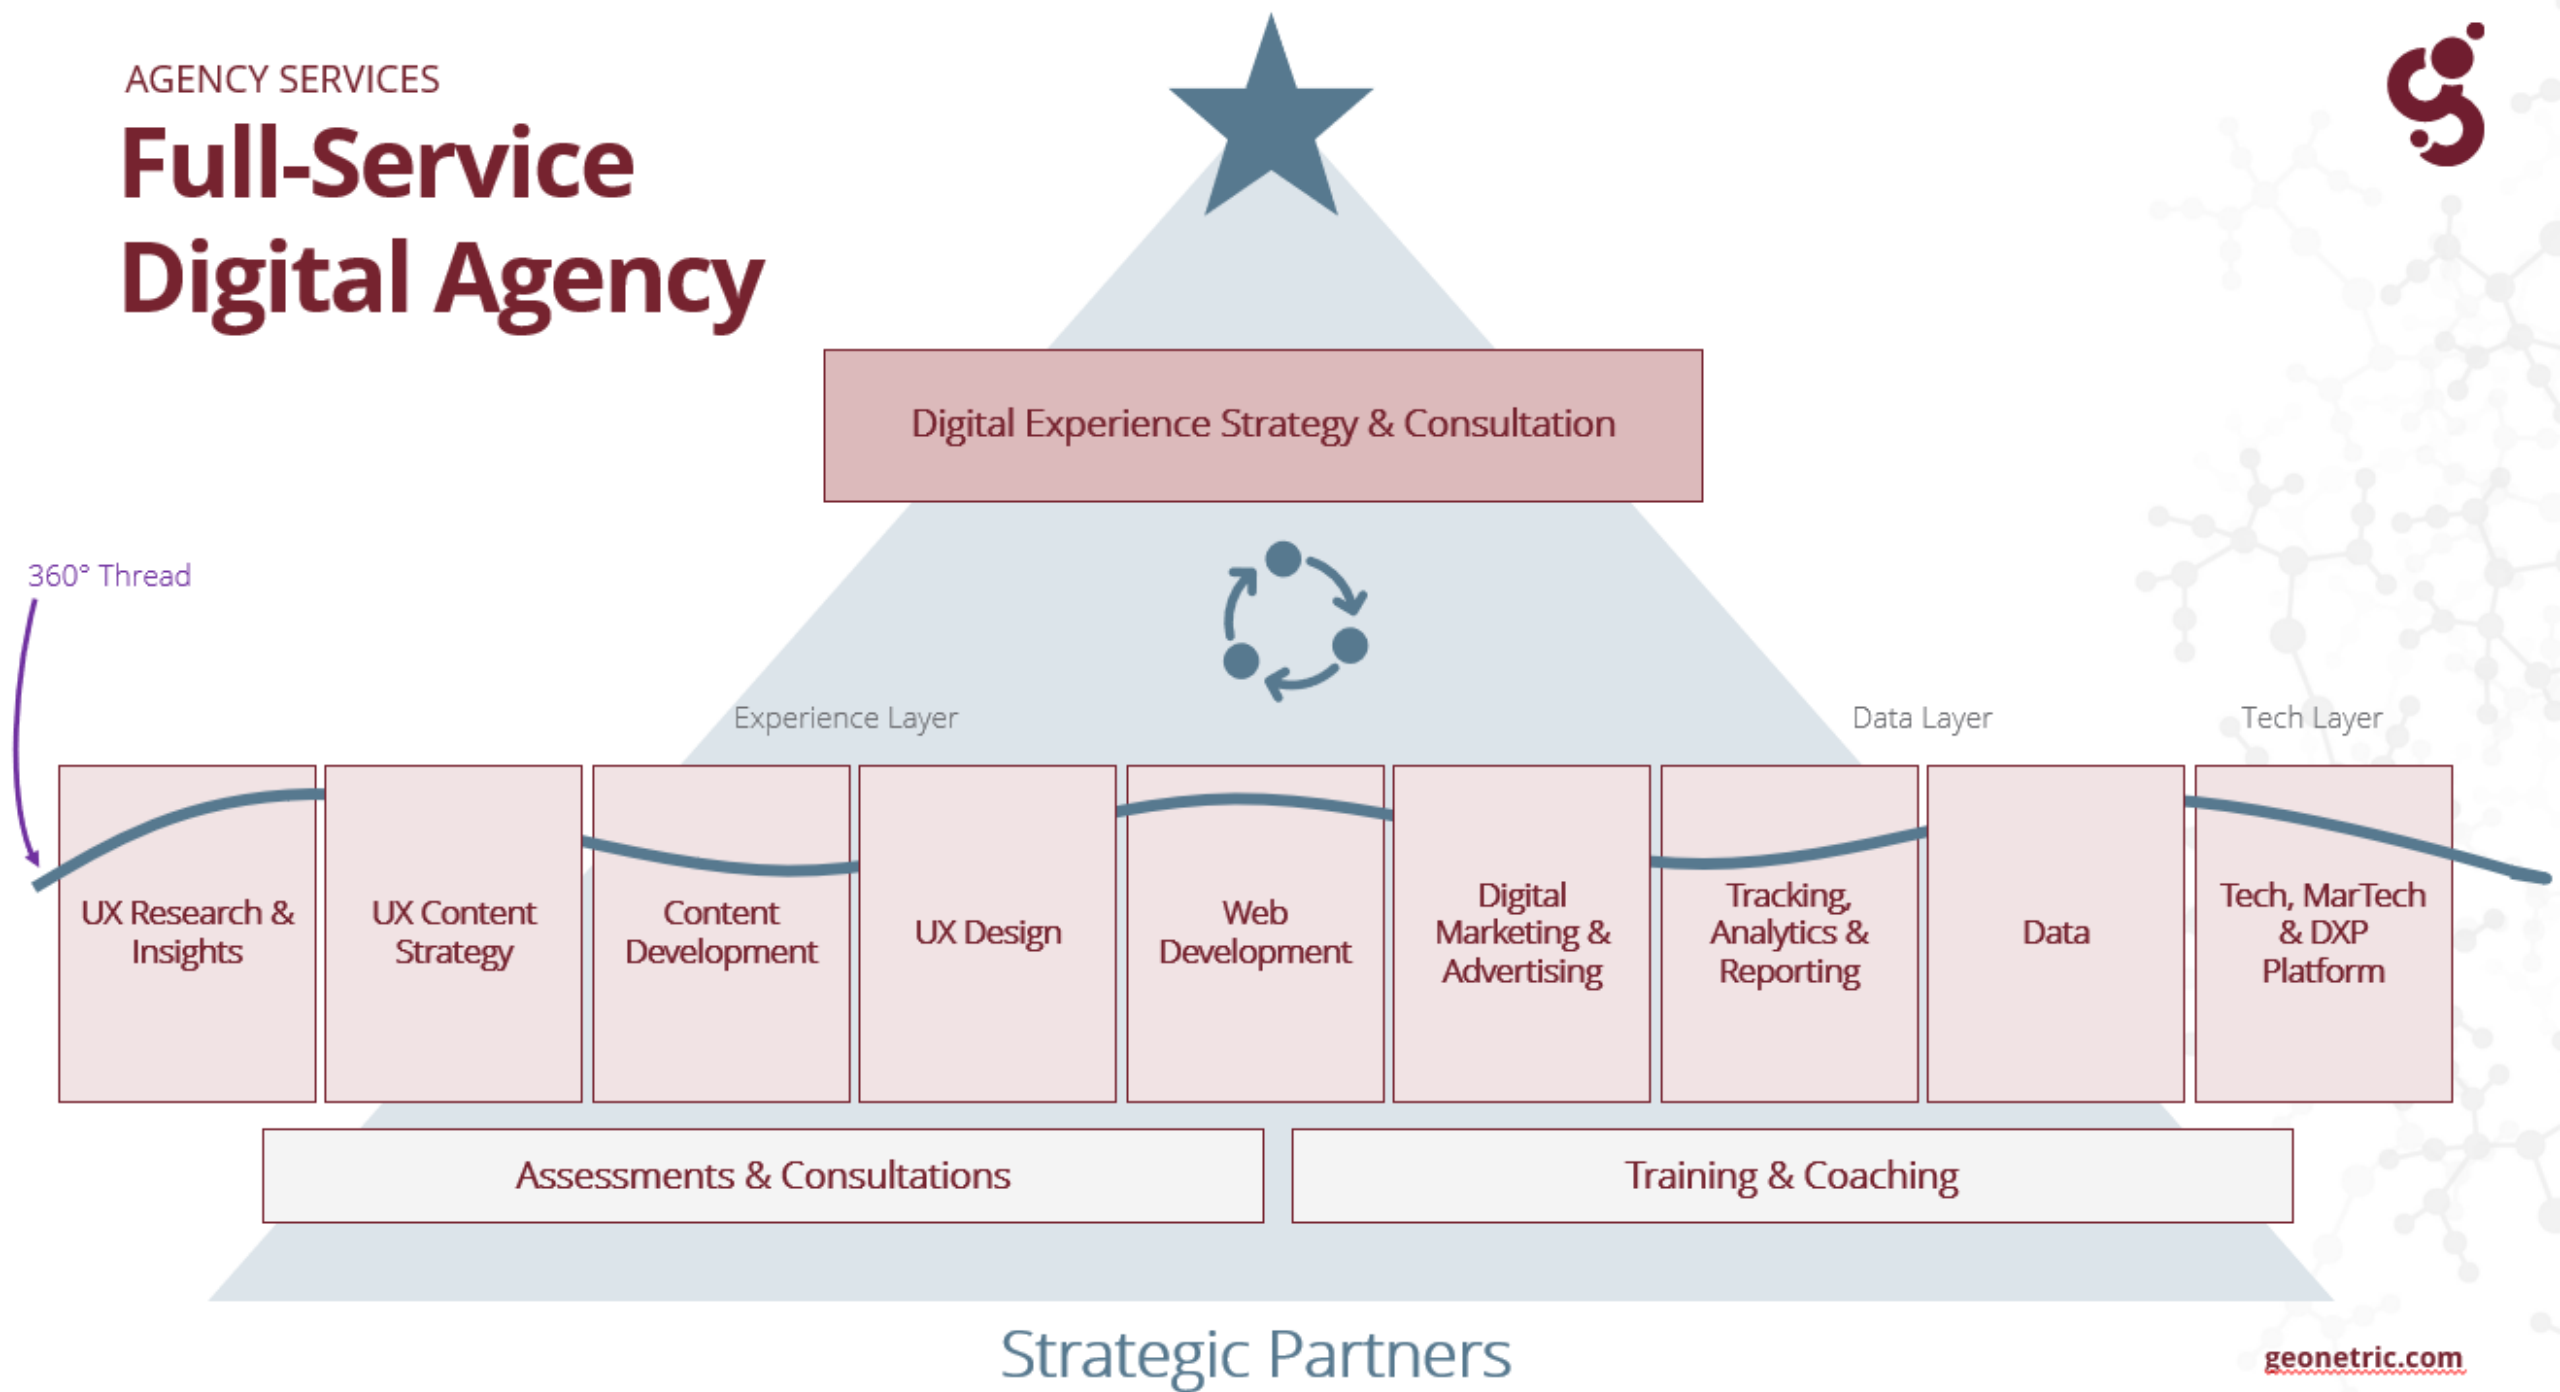 AGENCY SERVICES
Full-Service
Digital Agency
Digital Experience Strategy & Consultation
360° Thread
Experience Layer
Data Layer
Tech Layer
UX Research &
Insights
UX Content
Strategy
Content
Development
UX Design
Web
Development
Digital
Marketing &
Advertising
Tracking,
Analytics &
Reporting
Data
Tech, MarTech
& DXP
Platform
Assessments & Consultations
Training & Coaching
Strategic Partners
geonetric.com